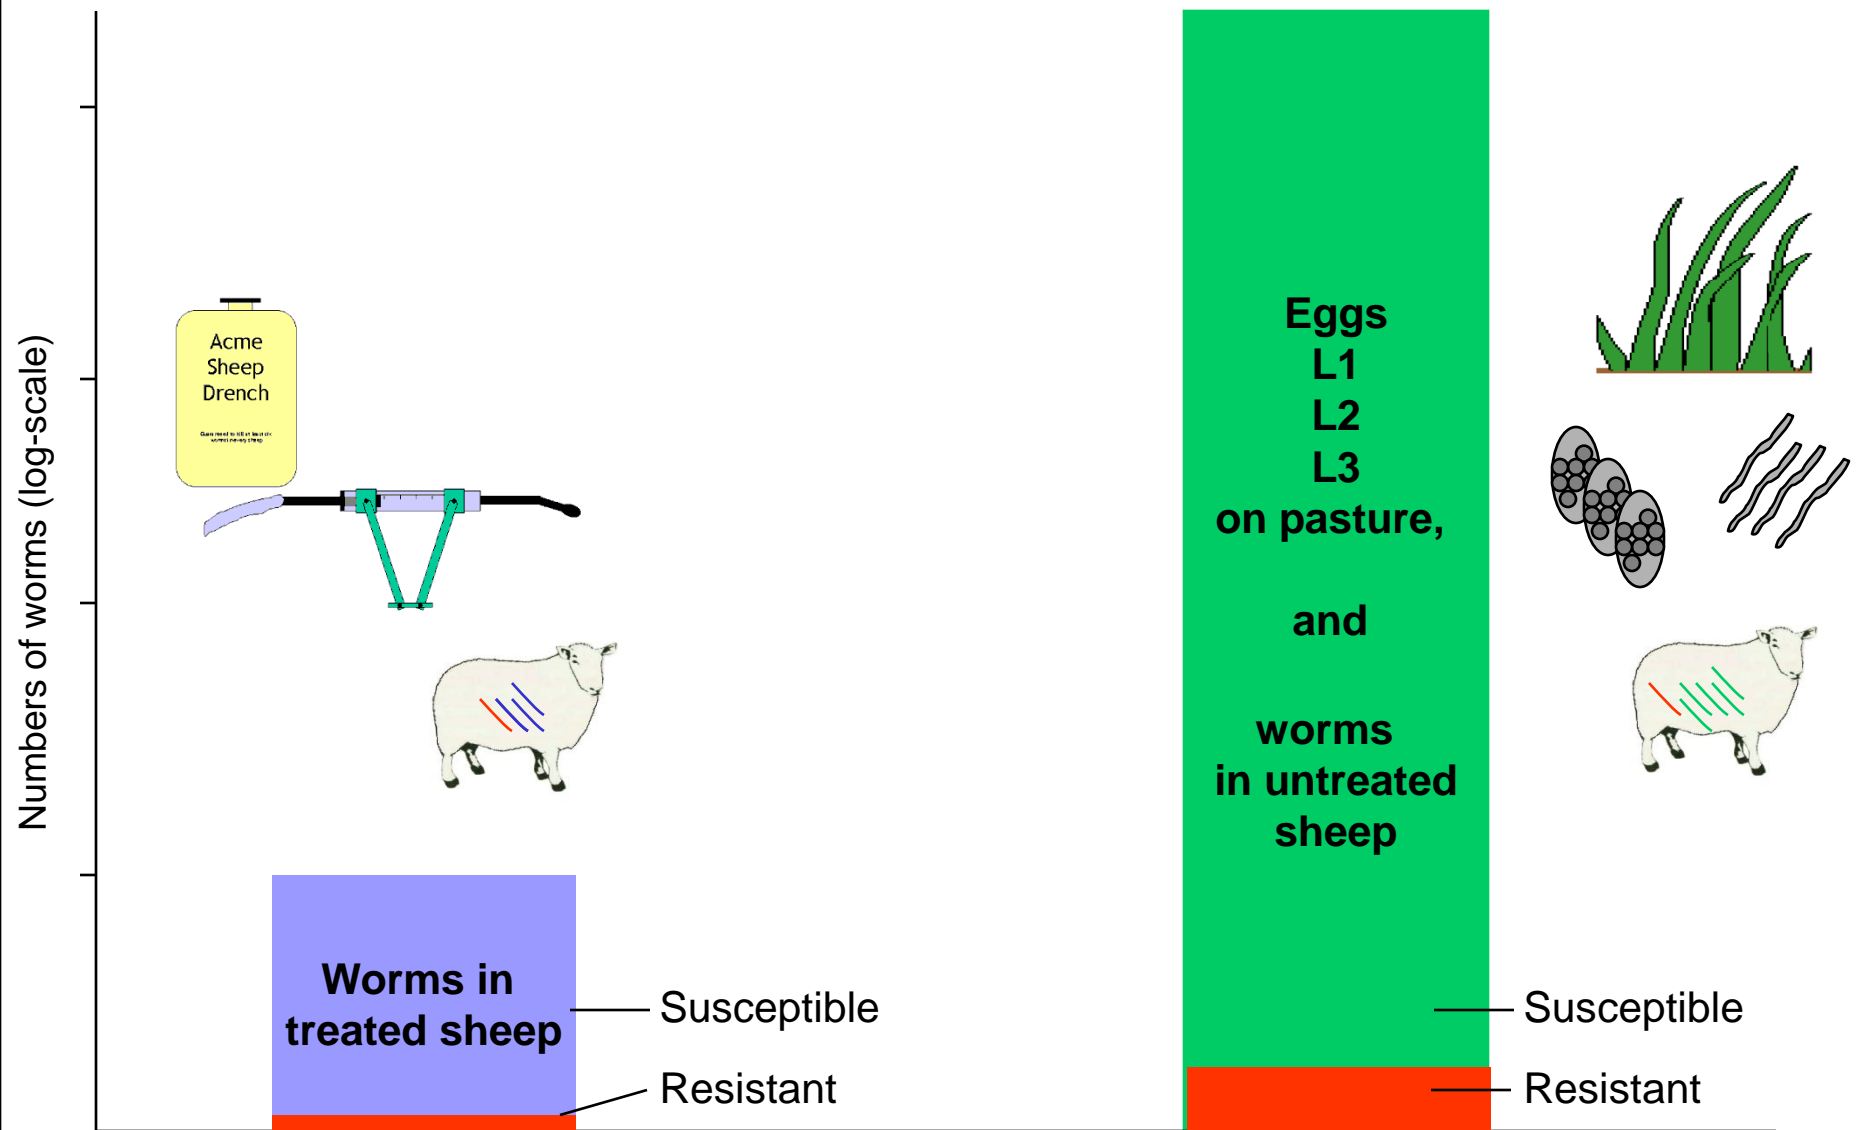 Numbers of worms (log-scale)
Acme
Sheep
Drench
Worms in
treated sheep
Susceptible
Resistant
Eggs
L1
L2
L3
on pasture,
and
worms
in untreated
sheep
Susceptible
Resistant